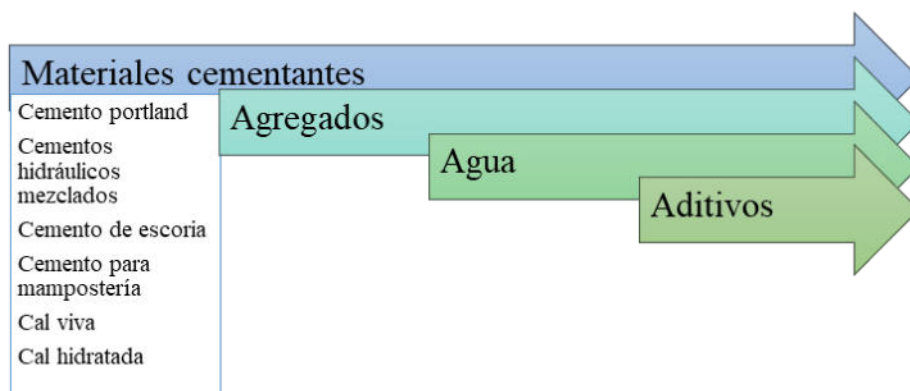 Materiales cementantes
Cemento portland
Cementos
hidráulicos
mezclados
Cemento de escoria
Cemento para
mampostería
Cal viva
Cal hidratada
Agregados
Agua
Aditivos